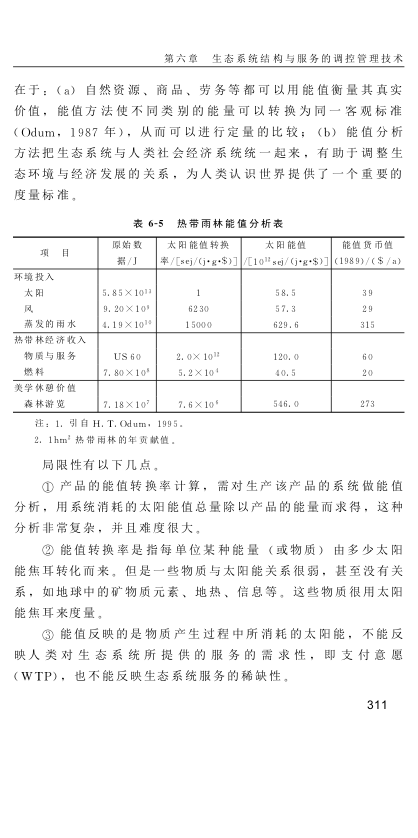 第六章 生态系统结构与服务的调控管理技术
在于：(a) 自然资源、商品、劳务等都可以用能值衡量其真实
价值，能值方法使不同类别的能量可以转换为同一客观标准
(Odum，1987 年)，从而可以进行定量的比较；(b) 能值分析
方法把生态系统与人类社会经济系统统一起来，有助于调整生
态环境与经济发展的关系，为人类认识世界提供了一个重要的
度量标准。
表 6-5 热带雨林能值分析表
项 目 原始数据/J 太阳能值转换率/[sej/(j•g•$)] 太阳能值/[10¹² sej/(j•g•$)] 能值货币值(1989)/($/a)
环境投入
太阳 5.85×10¹³ 1 58.5 39
风 9.20×10⁹ 6230 57.3 29
蒸发的雨水 4.19×10¹⁰ 15000 629.6 315
热带林经济收入
物质与服务 US 60 2.0×10¹² 120.0 60
燃料 7.80×10⁸ 5.2×10⁴ 40.5 20
美学休憩价值
森林游览 7.18×10⁷ 7.6×10⁶ 546.0 273
注：1. 引自 H. T. Odum，1995。
2. 1hm² 热带雨林的年贡献值。
局限性有以下几点。
① 产品的能值转换率计算，需对生产该产品的系统做能值
分析，用系统消耗的太阳能值总量除以产品的能量而求得，这种
分析非常复杂，并且难度很大。
② 能值转换率是指每单位某种能量（或物质）由多少太阳
能焦耳转化而来。但是一些物质与太阳能关系很弱，甚至没有关
系，如地球中的矿物质元素、地热、信息等。这些物质很用太阳
能焦耳来度量。
③ 能值反映的是物质产生过程中所消耗的太阳能，不能反
映人类对生态系统所提供的服务的需求性，即支付意愿
(WTP)，也不能反映生态系统服务的稀缺性。
311